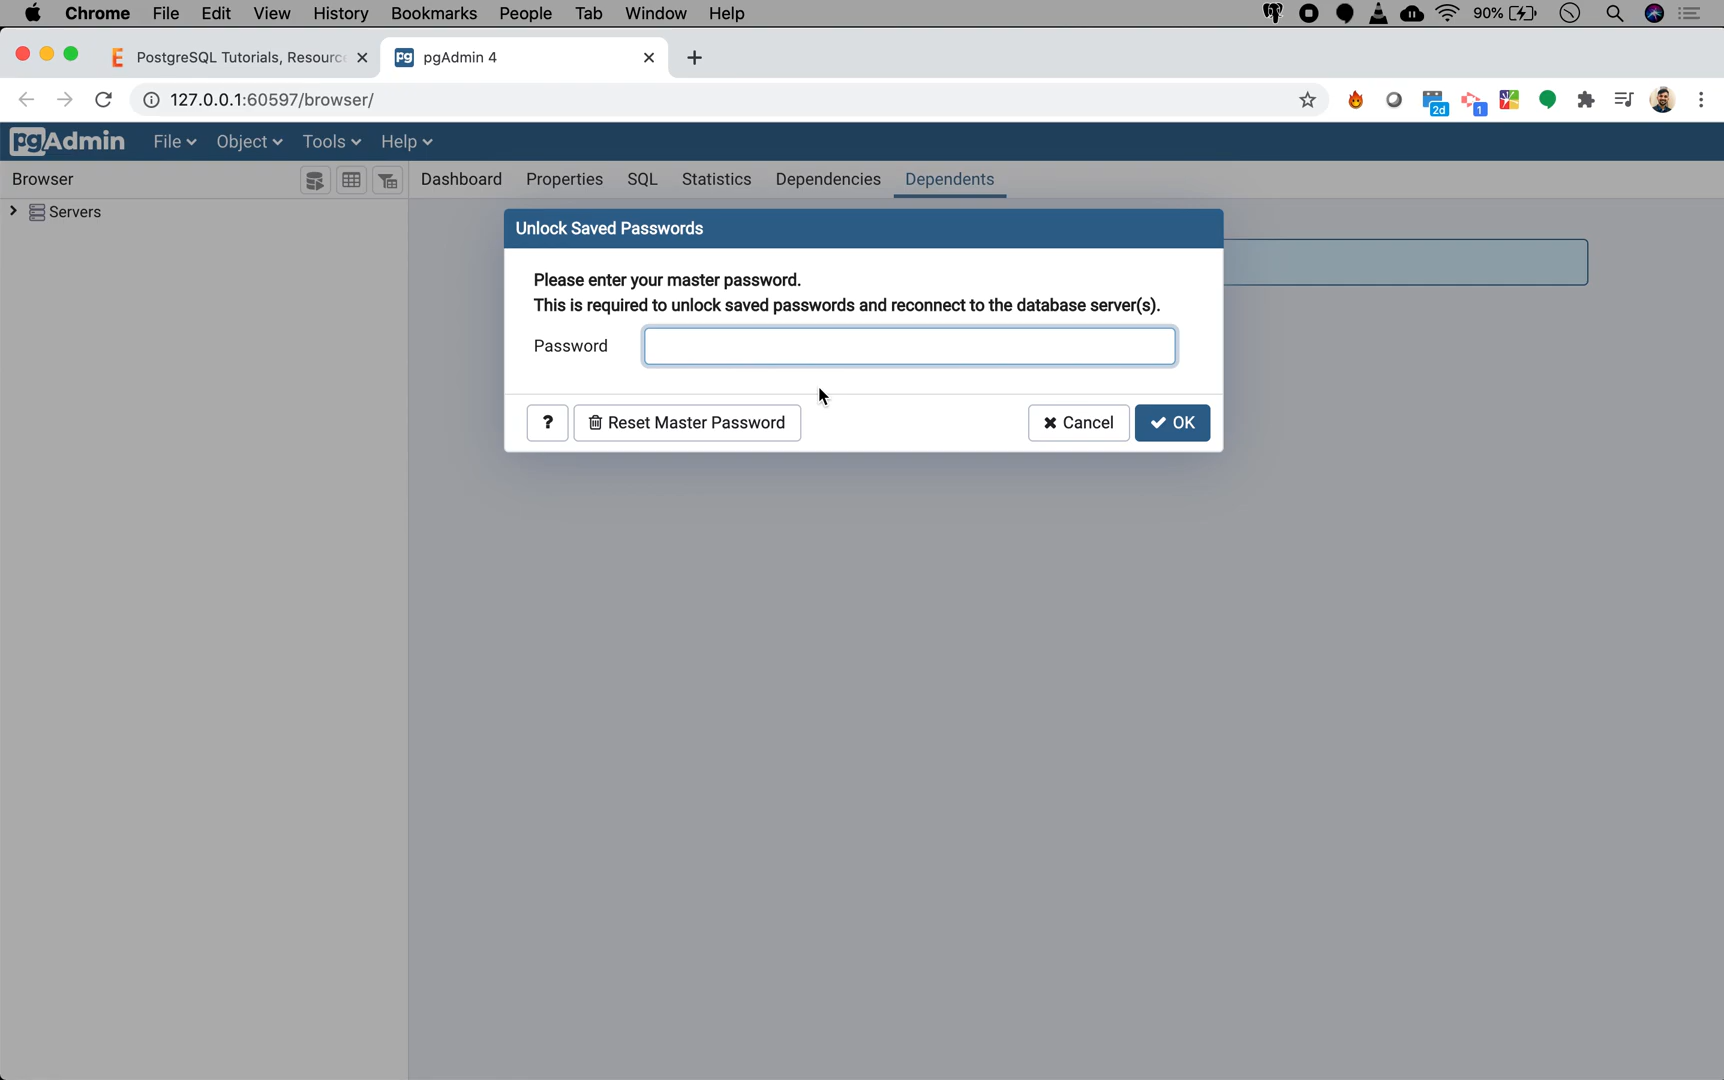 Chrome File Edit View History Bookmarks People Tab Window Help 90%
PostgreSQL Tutorials, Resourc pgAdmin 4
127.0.0.1:60597/browser/ 2d 1
pgAdmin File Object Tools Help
Browser Dashboard Properties SQL Statistics Dependencies Dependents
Servers
Unlock Saved Passwords
Please enter your master password.
This is required to unlock saved passwords and reconnect to the database server(s).
Password
? Reset Master Password Cancel OK